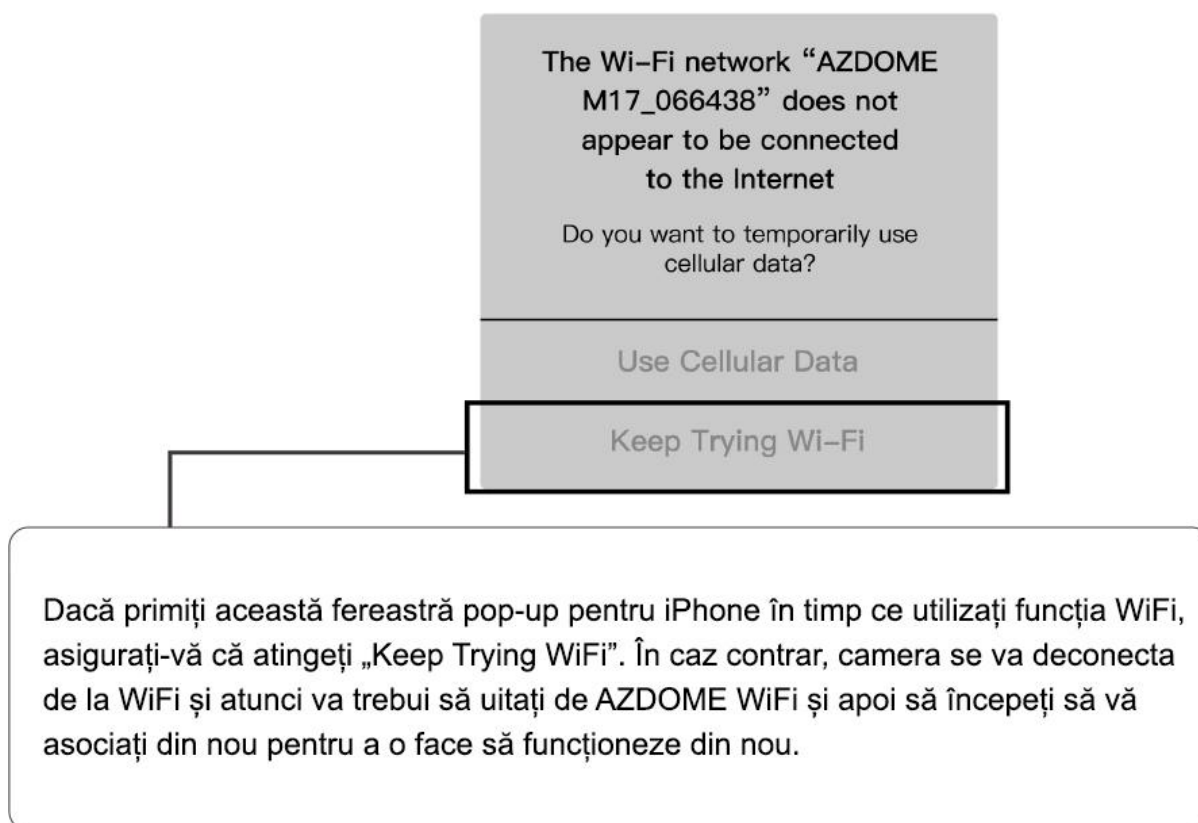 The Wi-Fi network “AZDOME
M17_066438” does not
appear to be connected
to the Internet
Do you want to temporarily use
cellular data?
Use Cellular Data
Keep Trying Wi-Fi
Dacă primiți această fereastră pop-up pentru iPhone în timp ce utilizați funcția WiFi,
asigurați-vă că atingeți „Keep Trying WiFi”. În caz contrar, camera se va deconecta
de la WiFi și atunci va trebui să uitați de AZDOME WiFi și apoi să începeți să vă
asociați din nou pentru a o face să funcționeze din nou.